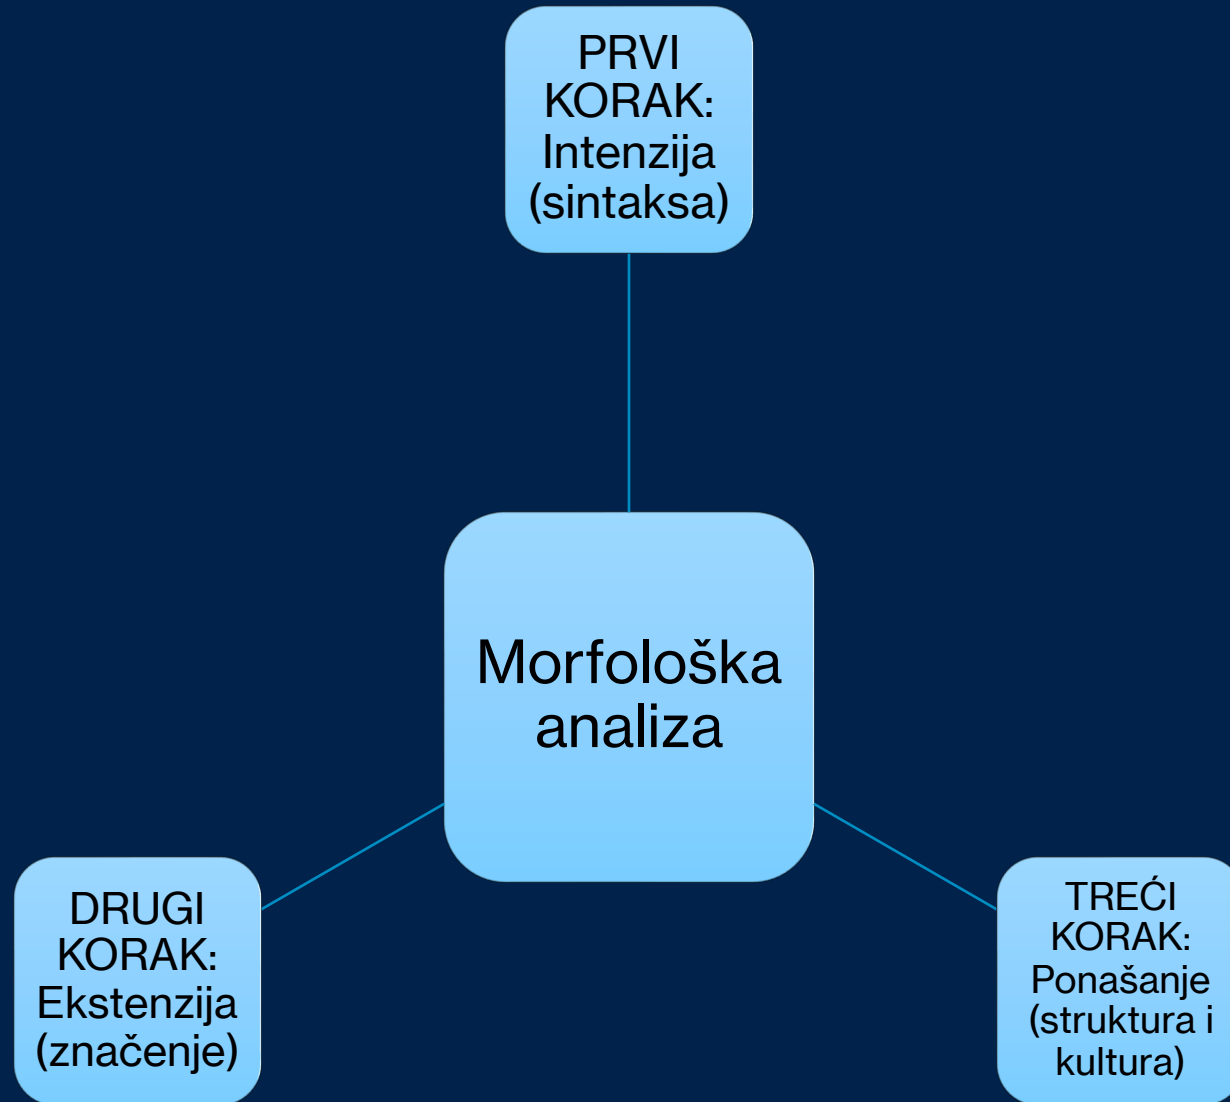 PRVI
KORAK:
Intenzija
(sintaksa)
Morfološka
analiza
DRUGI
KORAK:
Ekstenzija
(značenje)
TREĆI
KORAK:
Ponašanje
(struktura i
kultura)